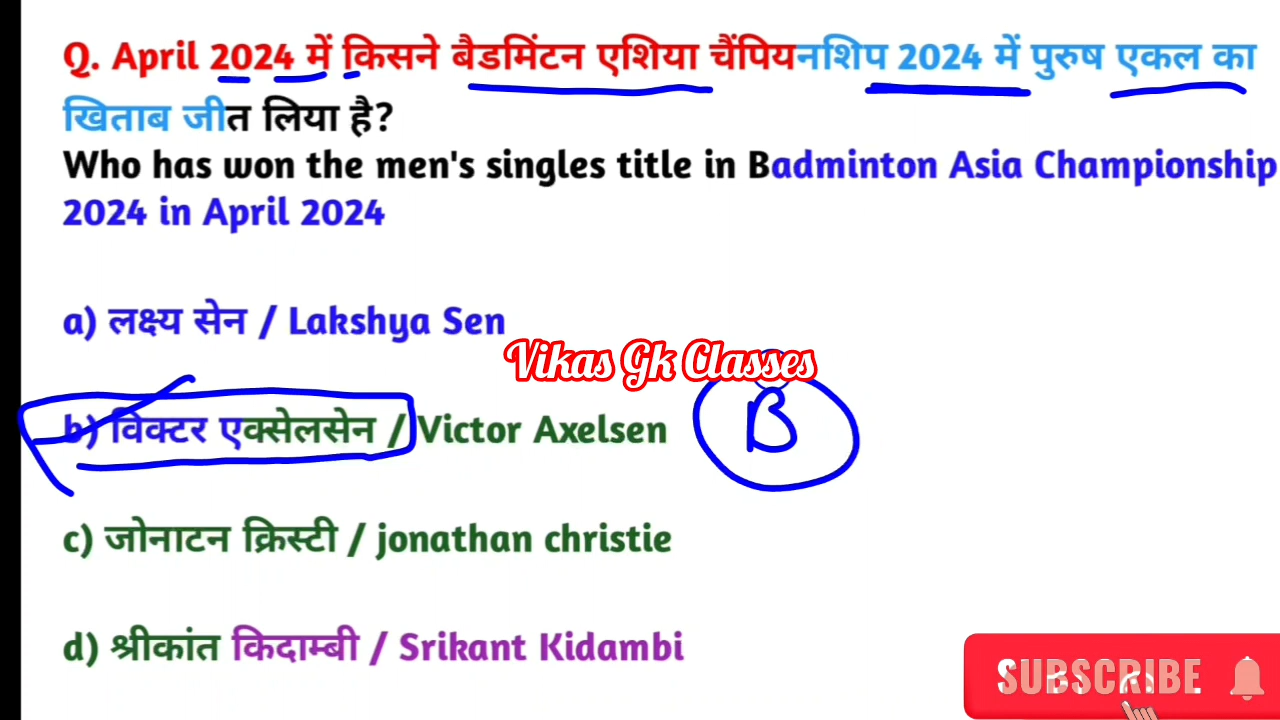 Q. April 2024 में किसने बैडमिंटन एशिया चैंपियनशिप 2024 में पुरुष एकल का
खिताब जीत लिया है?
Who has won the men's singles title in Badminton Asia Championship
2024 in April 2024
a) लक्ष्य सेन / Lakshya Sen
Vikas Gk Classes
b) विक्टर एक्सेलसेन / Victor Axelsen
B
c) जोनाटन क्रिस्टी / jonathan christie
d) श्रीकांत किदाम्बी / Srikant Kidambi
SUBSCRIBE